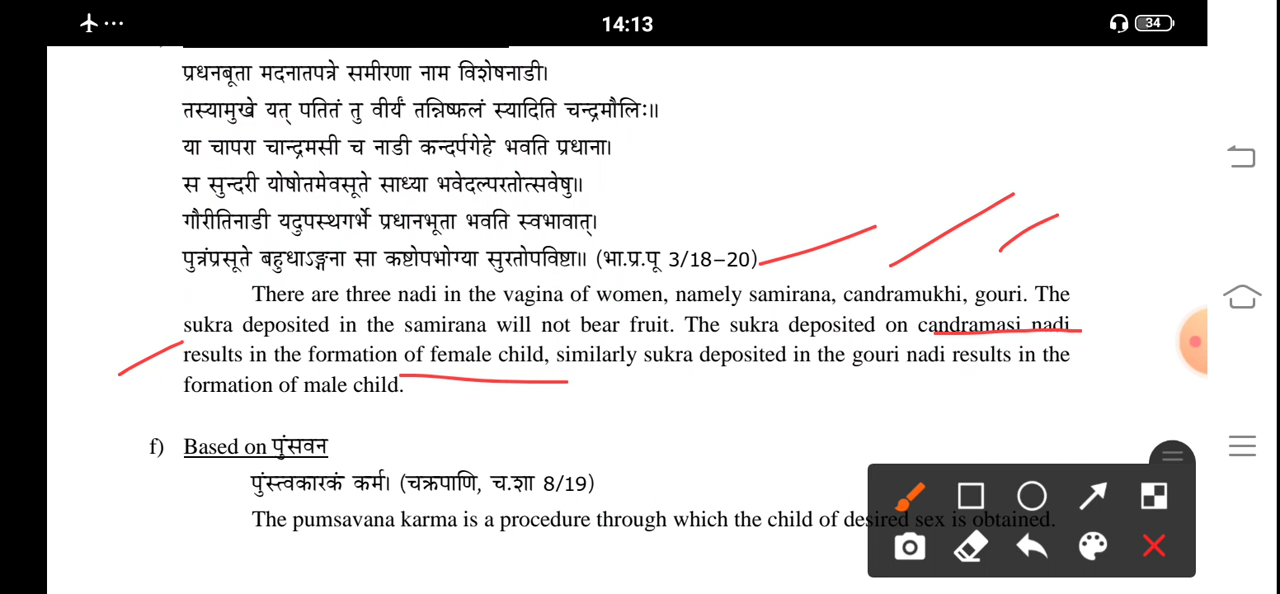 14:13
34
प्रधनबूता मदनातपत्रे समीरणा नाम विशेषनाडी।
तस्यामुखे यत् पतितं तु वीर्यं तन्निष्फलं स्यादिति चन्द्रमौलिः॥
या चापरा चान्द्रमसी च नाडी कन्दर्पगेहे भवति प्रधाना।
स सुन्दरी योषोतमेवसूते साध्या भवेदल्परतोत्सवेषु॥
गौरीतिनाडी यदुपस्थगर्भे प्रधानभूता भवति स्वभावात्।
पुत्रंप्रसूते बहुधाऽङ्गना सा कष्टोपभोग्या सुरतोपविष्टा॥ (भा.प्र.पू 3/18–20)
There are three nadi in the vagina of women, namely samirana, candramukhi, gouri. The
sukra deposited in the samirana will not bear fruit. The sukra deposited on candramasi nadi
results in the formation of female child, similarly sukra deposited in the gouri nadi results in the
formation of male child.
f) Based on पुंसवन
पुंस्त्वकारकं कर्म। (चक्रपाणि, च.शा 8/19)
The pumsavana karma is a procedure through which the child of desired sex is obtained.